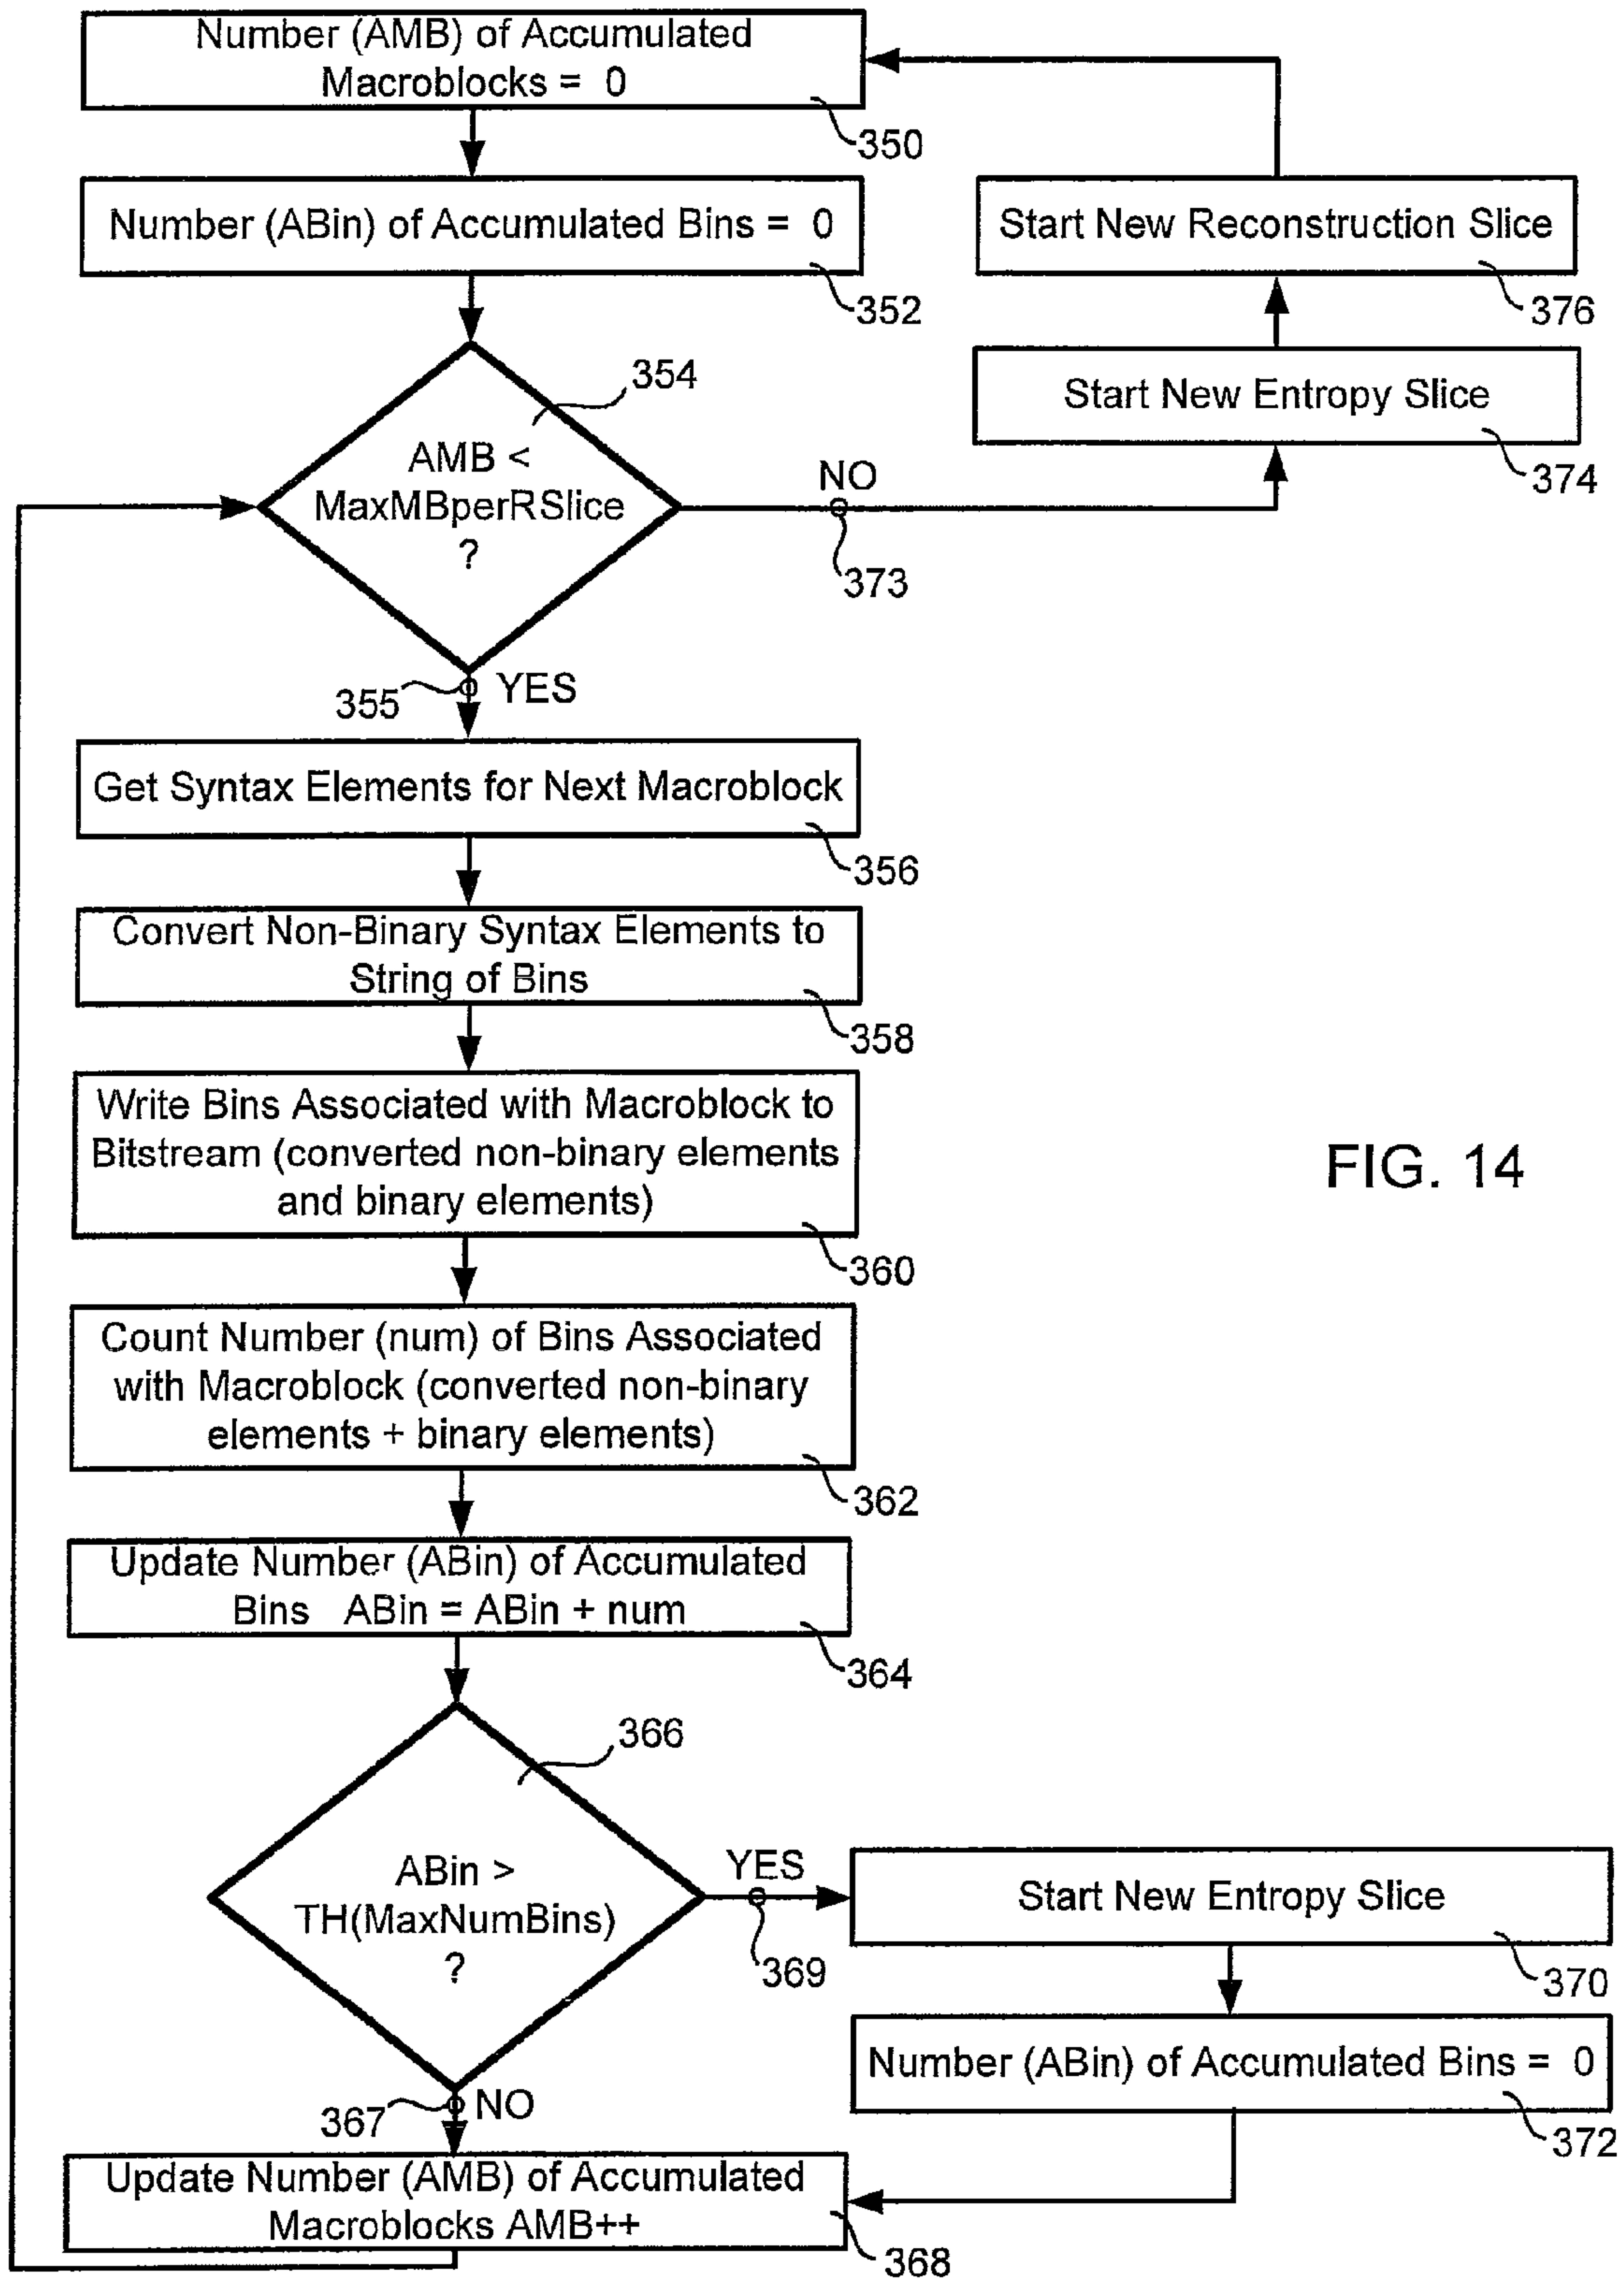 Number (AMB) of Accumulated
Macroblocks = 0
350
Number (ABin) of Accumulated Bins = 0
352
Start New Reconstruction Slice
376
Start New Entropy Slice
374
354
AMB <
MaxMBperRSlice
?
NO
373
355
YES
Get Syntax Elements for Next Macroblock
356
Convert Non-Binary Syntax Elements to
String of Bins
358
Write Bins Associated with Macroblock to
Bitstream (converted non-binary elements
and binary elements)
360
FIG. 14
Count Number (num) of Bins Associated
with Macroblock (converted non-binary
elements + binary elements)
362
Update Number (ABin) of Accumulated
Bins ABin = ABin + num
364
366
ABin >
TH(MaxNumBins)
?
YES
369
Start New Entropy Slice
370
Number (ABin) of Accumulated Bins = 0
372
367
NO
Update Number (AMB) of Accumulated
Macroblocks AMB++
368